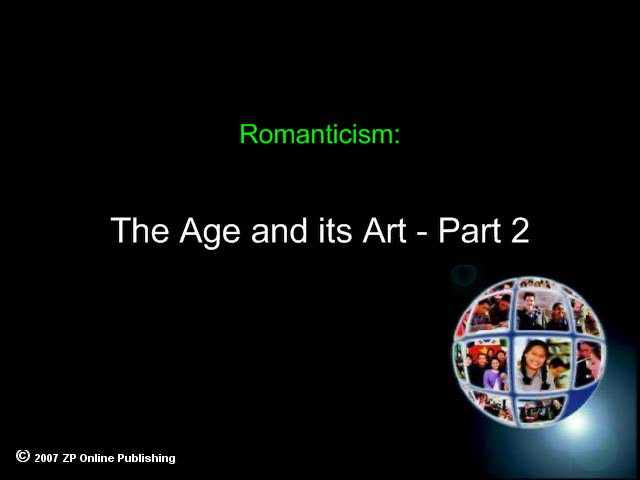 Romanticism:
The Age and its Art - Part 2
© 2007 ZP Online Publishing